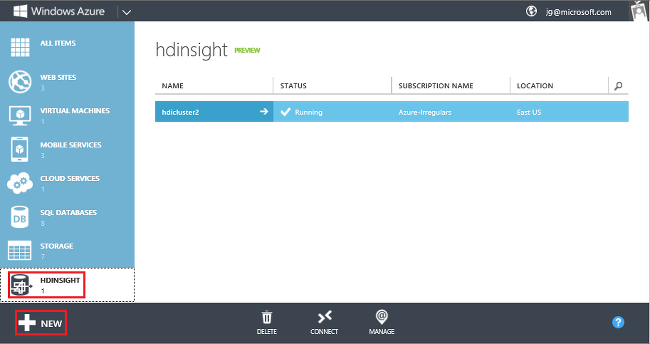 Windows Azure
jg@microsoft.com
ALL ITEMS
WEB SITES
3
VIRTUAL MACHINES
1
MOBILE SERVICES
3
CLOUD SERVICES
1
SQL DATABASES
8
DB
STORAGE
7
HDINSIGHT
1
hdinsight PREVIEW
NAME STATUS SUBSCRIPTION NAME LOCATION
hdicluster2 Running Azure-Irregulars East US
NEW
DELETE
CONNECT
MANAGE
?